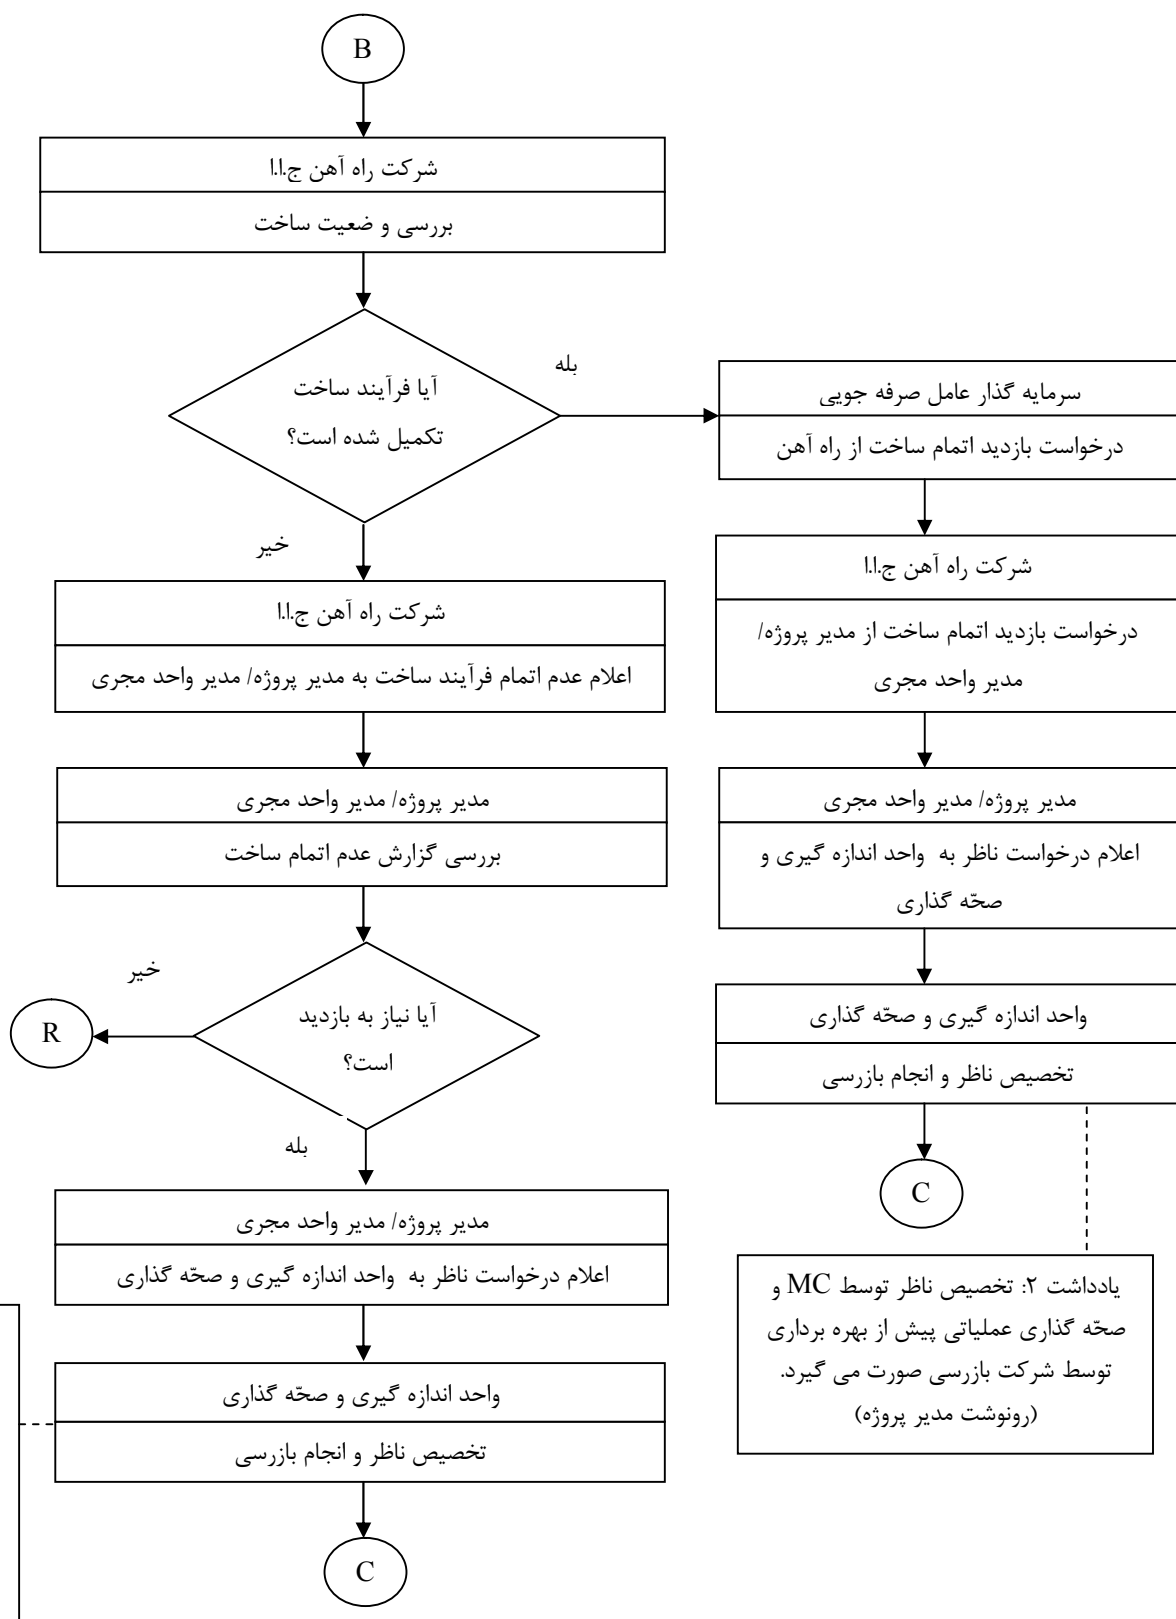 B
شرکت راه آهن ج.ا.ا
بررسی و ضعیت ساخت
آیا فرآیند ساخت
تکمیل شده است؟
بله
سرمایه گذار عامل صرفه جویی
درخواست بازدید اتمام ساخت از راه آهن
شرکت راه آهن ج.ا.ا
درخواست بازدید اتمام ساخت از مدیر پروژه/
مدیر واحد مجری
مدیر پروژه/ مدیر واحد مجری
اعلام درخواست ناظر به واحد اندازه گیری و
صحّه گذاری
واحد اندازه گیری و صحّه گذاری
تخصیص ناظر و انجام بازرسی
C
یادداشت ۲: تخصیص ناظر توسط MC و
صحّه گذاری عملیاتی پیش از بهره برداری
توسط شرکت بازرسی صورت می گیرد.
(رونوشت مدیر پروژه)
خیر
شرکت راه آهن ج.ا.ا
اعلام عدم اتمام فرآیند ساخت به مدیر پروژه/ مدیر واحد مجری
مدیر پروژه/ مدیر واحد مجری
بررسی گزارش عدم اتمام ساخت
آیا نیاز به بازدید
است؟
خیر
R
بله
مدیر پروژه/ مدیر واحد مجری
اعلام درخواست ناظر به واحد اندازه گیری و صحّه گذاری
واحد اندازه گیری و صحّه گذاری
تخصیص ناظر و انجام بازرسی
C